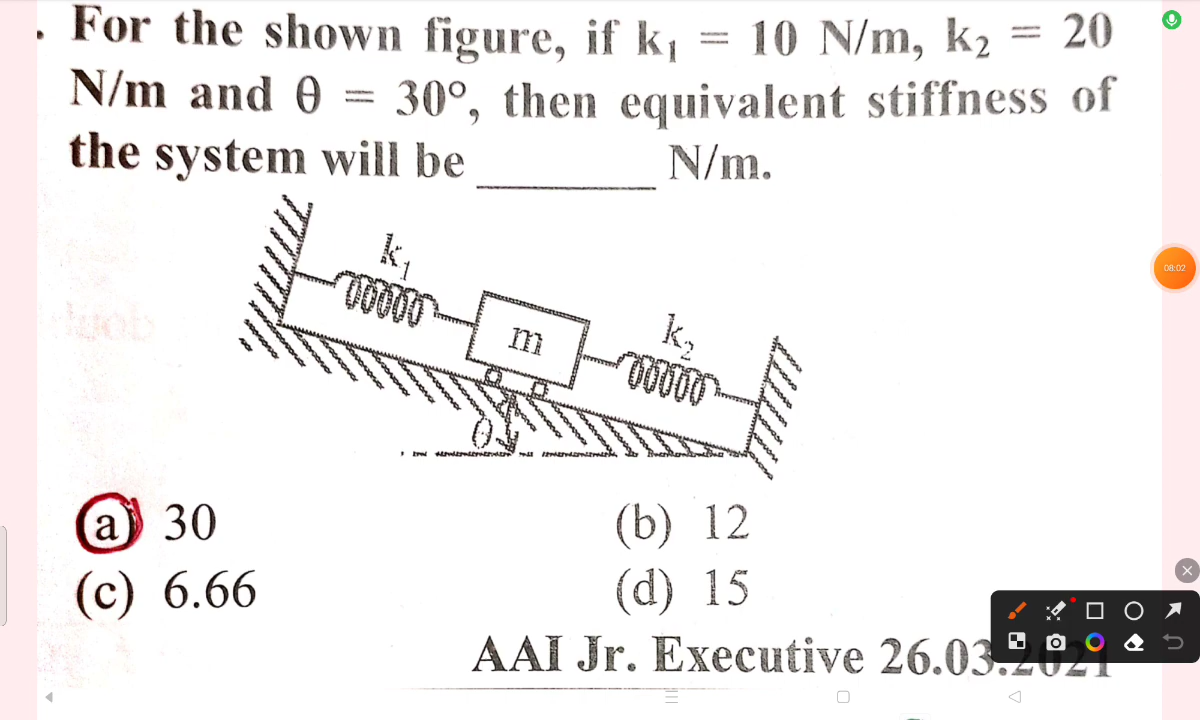 . For the shown figure, if k₁ = 10 N/m, k₂ = 20
N/m and θ = 30°, then equivalent stiffness of
the system will be ________ N/m.
k₁
m
k₂
θ
(a) 30
(b) 12
(c) 6.66
(d) 15
AAI Jr. Executive 26.03.2021
08:02